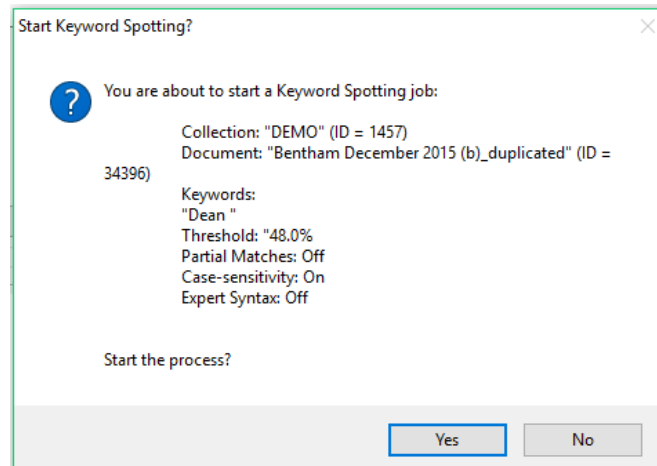 Start Keyword Spotting?
You are about to start a Keyword Spotting job:
Collection: "DEMO" (ID = 1457)
Document: "Bentham December 2015 (b)_duplicated" (ID =
34396)
Keywords:
"Dean "
Threshold: "48.0%
Partial Matches: Off
Case-sensitivity: On
Expert Syntax: Off
Start the process?
Yes
No